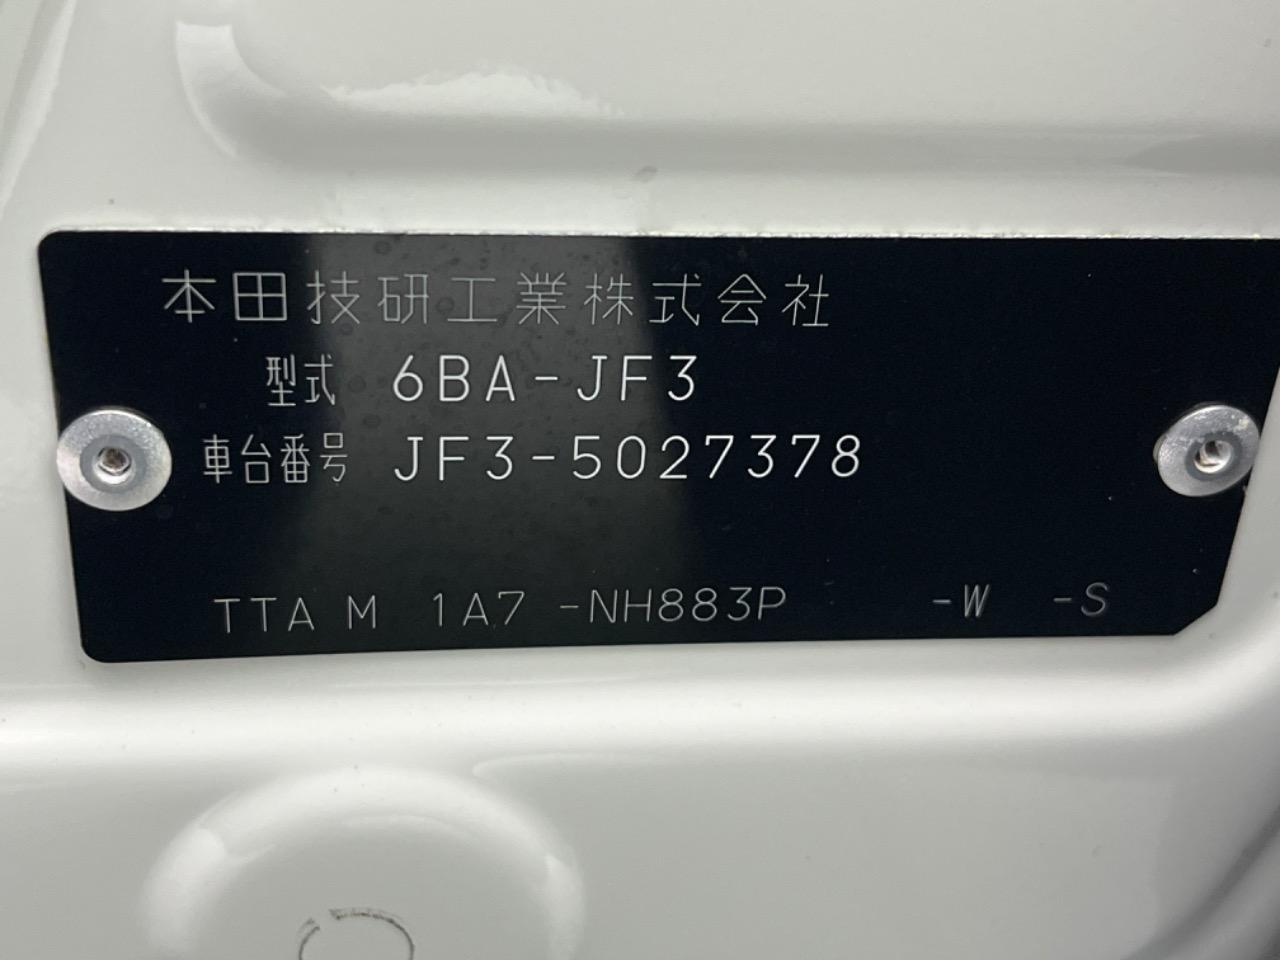 本田技研工業株式会社
型式 6BA-JF3
車台番号 JF3-5027378
TTA M 1A7 -NH883P -W -S